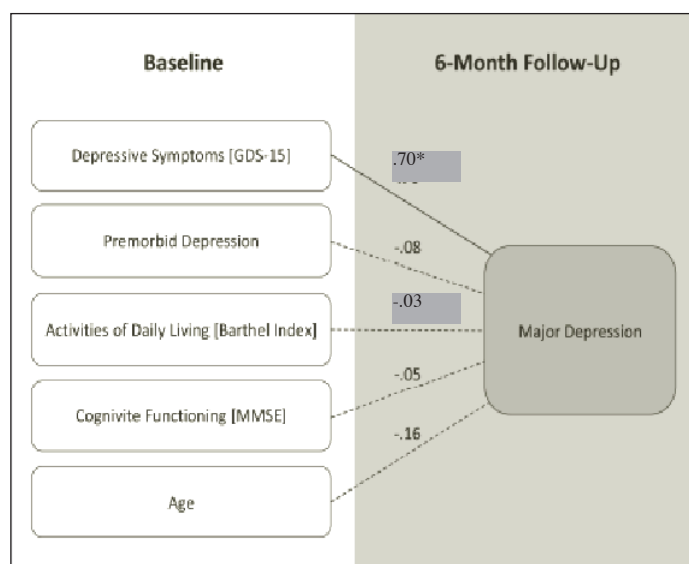 Baseline
6-Month Follow-Up
Depressive Symptoms [GDS-15]
.70*
Premorbid Depression
-.08
Activities of Daily Living [Barthel Index]
-.03
Major Depression
Cognivite Functioning [MMSE]
-.05
Age
-.16